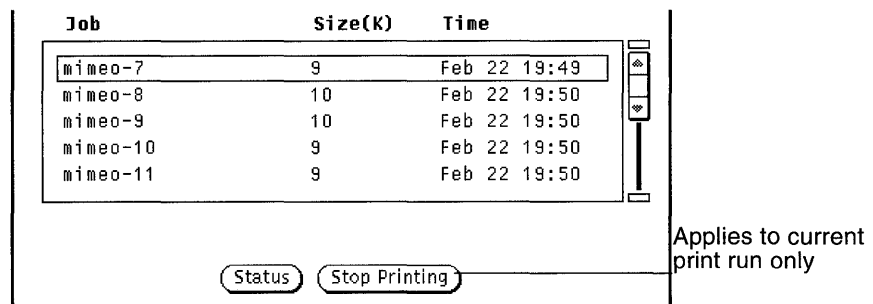 Job Size(K) Time
mimeo-7 9 Feb 22 19:49
mimeo-8 10 Feb 22 19:50
mimeo-9 10 Feb 22 19:50
mimeo-10 9 Feb 22 19:50
mimeo-11 9 Feb 22 19:50
Applies to current
print run only
Status Stop Printing